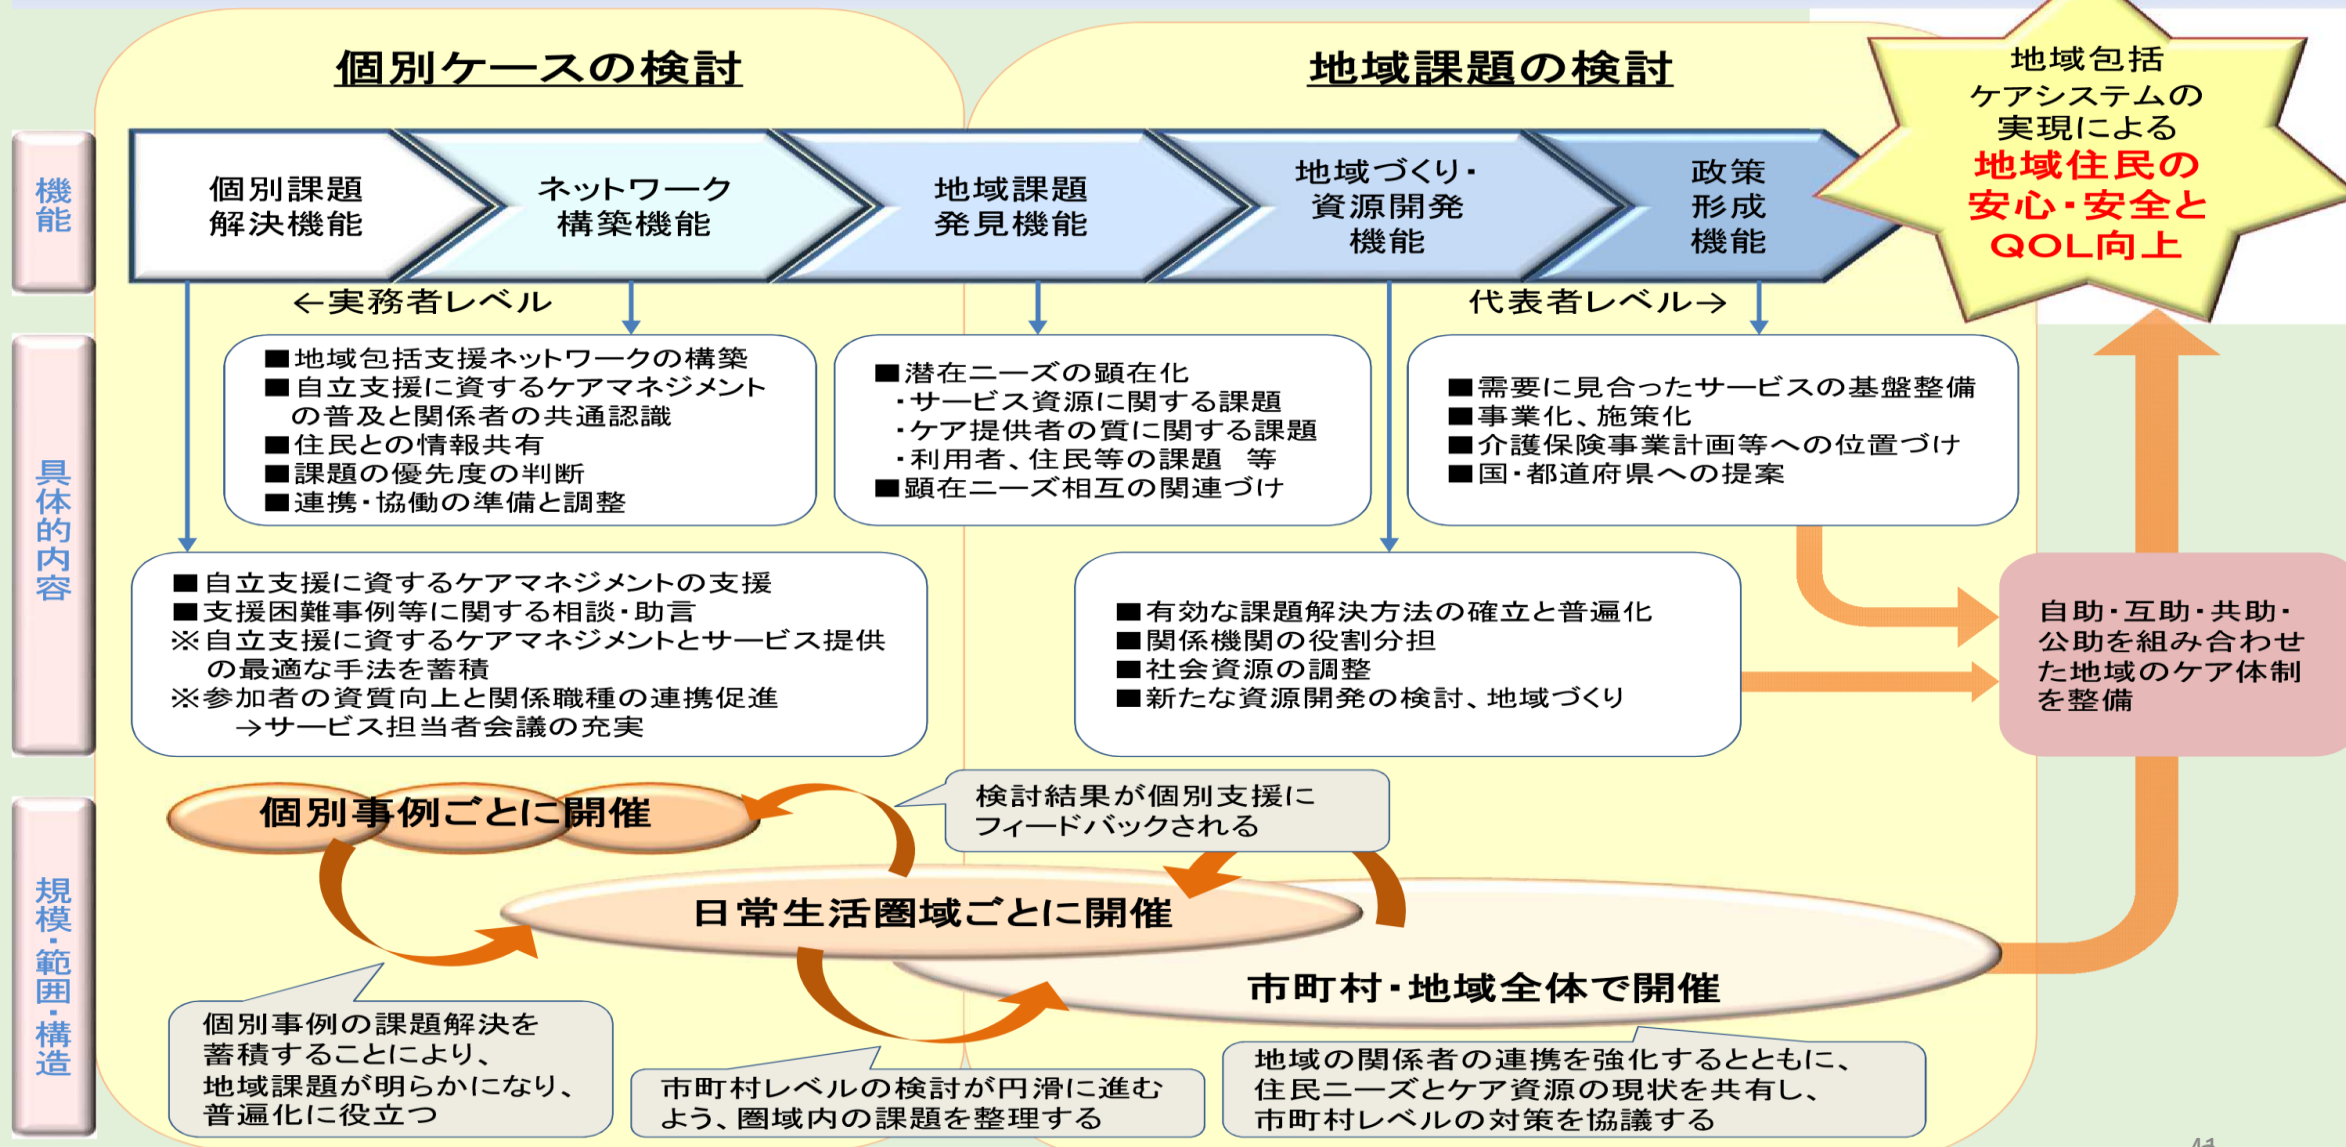 個別ケースの検討
地域課題の検討
地域包括
ケアシステムの
実現による
地域住民の
安心・安全と
QOL向上
機能
個別課題
解決機能
ネットワーク
構築機能
地域課題
発見機能
地域づくり・
資源開発
機能
政策
形成
機能
←実務者レベル
代表者レベル→
具体的内容
■地域包括支援ネットワークの構築
■自立支援に資するケアマネジメント
の普及と関係者の共通認識
■住民との情報共有
■課題の優先度の判断
■連携・協働の準備と調整
■潜在ニーズの顕在化
・サービス資源に関する課題
・ケア提供者の質に関する課題
・利用者、住民等の課題 等
■顕在ニーズ相互の関連づけ
■需要に見合ったサービスの基盤整備
■事業化、施策化
■介護保険事業計画等への位置づけ
■国・都道府県への提案
■自立支援に資するケアマネジメントの支援
■支援困難事例等に関する相談・助言
※自立支援に資するケアマネジメントとサービス提供
の最適な手法を蓄積
※参加者の資質向上と関係職種の連携促進
→サービス担当者会議の充実
■有効な課題解決方法の確立と普遍化
■関係機関の役割分担
■社会資源の調整
■新たな資源開発の検討、地域づくり
自助・互助・共助・
公助を組み合わせ
た地域のケア体制
を整備
規模・範囲・構造
個別事例ごとに開催
検討結果が個別支援に
フィードバックされる
日常生活圏域ごとに開催
市町村・地域全体で開催
個別事例の課題解決を
蓄積することにより、
地域課題が明らかになり、
普遍化に役立つ
市町村レベルの検討が円滑に進む
よう、圏域内の課題を整理する
地域の関係者の連携を強化するとともに、
住民ニーズとケア資源の現状を共有し、
市町村レベルの対策を協議する